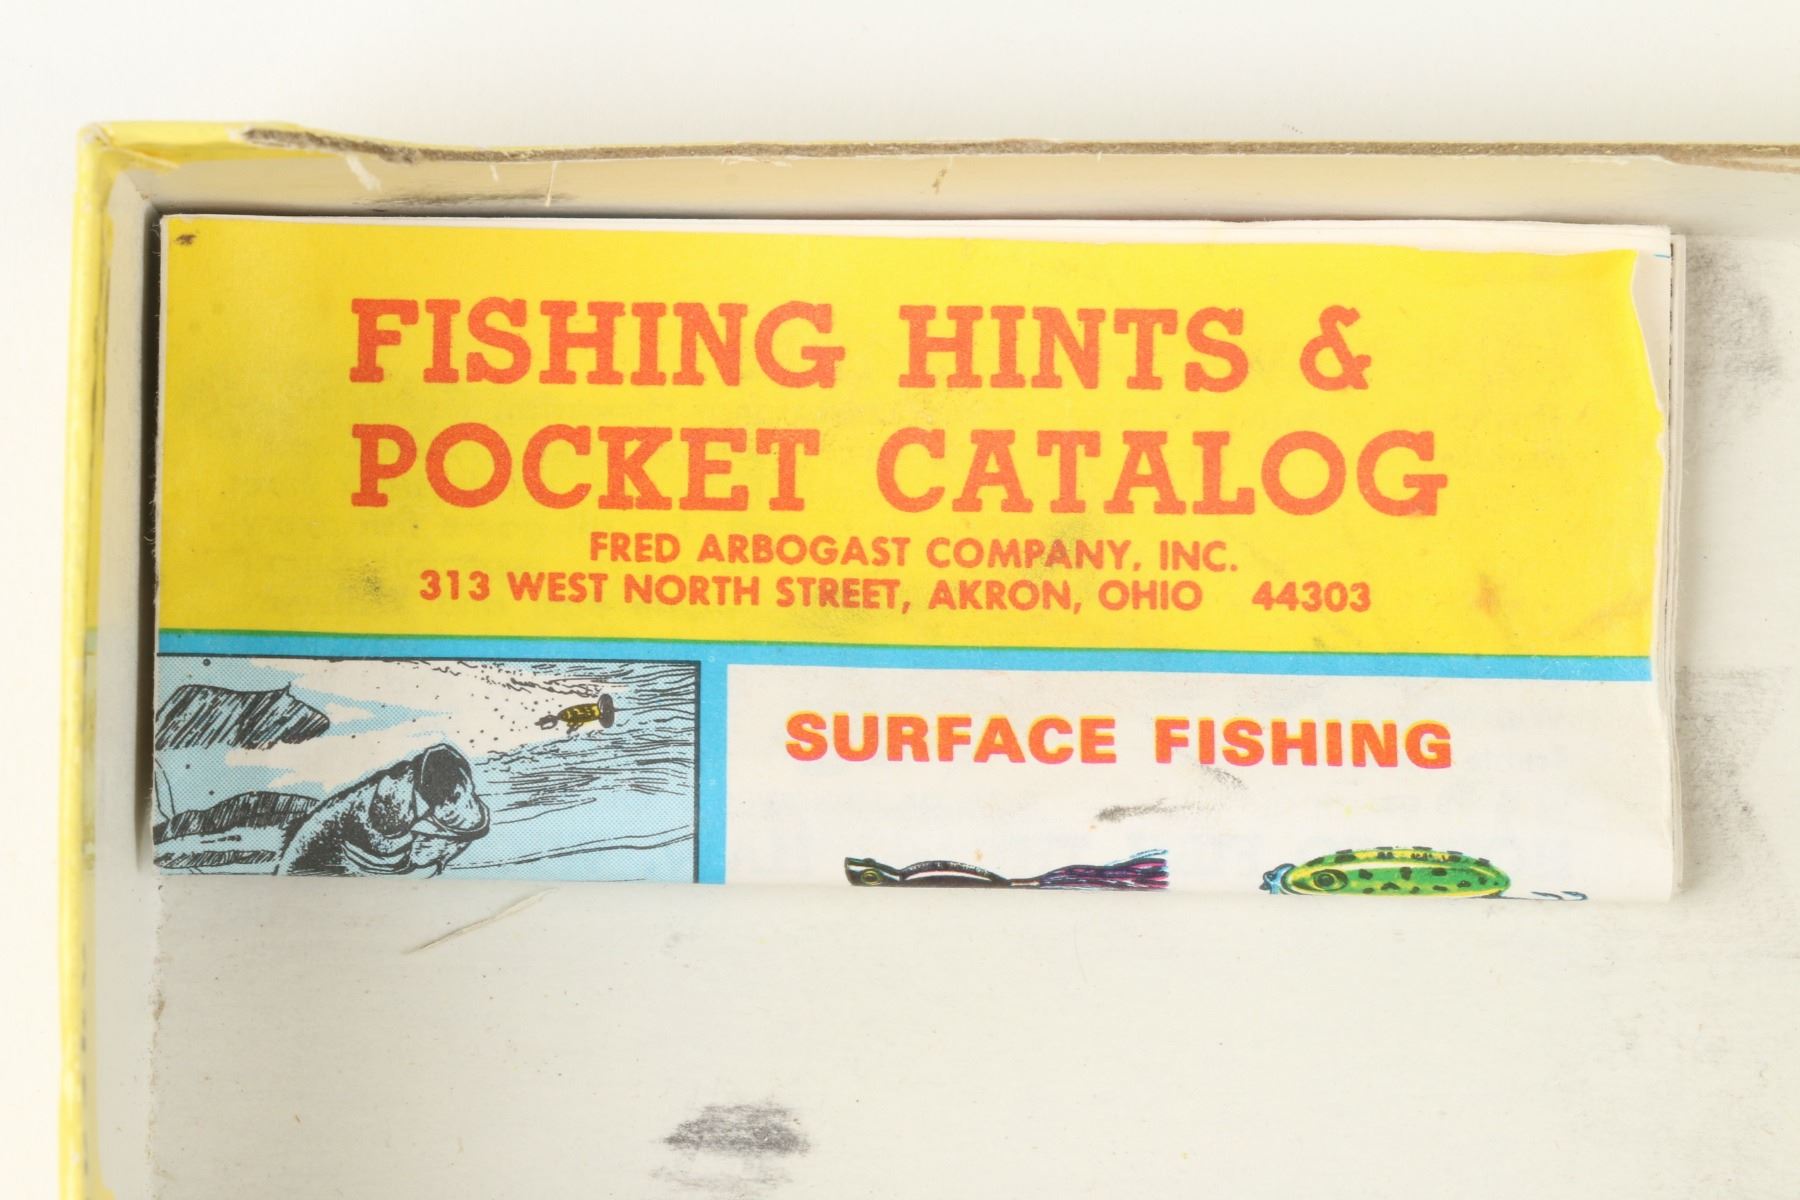 FISHING HINTS &
POCKET CATALOG
FRED ARBOGAST COMPANY, INC.
313 WEST NORTH STREET, AKRON, OHIO 44303
SURFACE FISHING